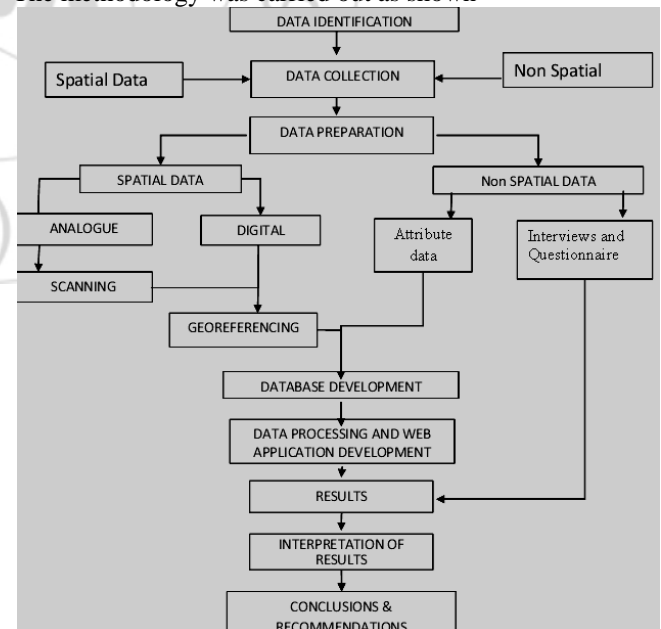 The methodology was carried out as shown
DATA IDENTIFICATION
Spatial Data
DATA COLLECTION
Non Spatial
DATA PREPARATION
SPATIAL DATA
Non SPATIAL DATA
ANALOGUE
DIGITAL
Attribute
data
Interviews and
Questionnaire
SCANNING
GEOREFERENCING
DATABASE DEVELOPMENT
DATA PROCESSING AND WEB
APPLICATION DEVELOPMENT
RESULTS
INTERPRETATION OF
RESULTS
CONCLUSIONS &
RECOMMENDATIONS